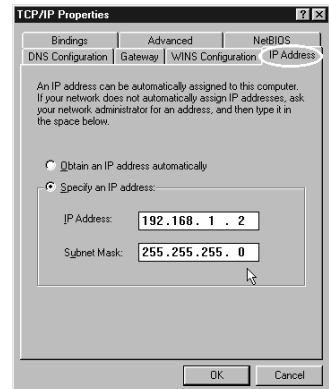 TCP/IP Properties
Bindings Advanced NetBIOS
DNS Configuration Gateway WINS Configuration IP Address
An IP address can be automatically assigned to this computer.
If your network does not automatically assign IP addresses, ask
your network administrator for an address, and then type it in
the space below.
Obtain an IP address automatically
Specify an IP address:
IP Address: 192.168. 1 . 2
Subnet Mask: 255.255.255. 0
OK Cancel